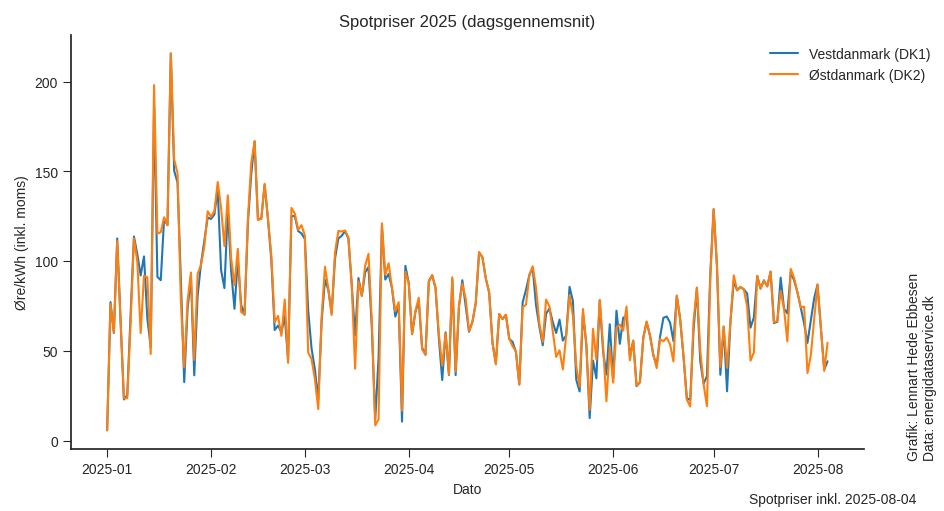 Spotpriser 2025 (dagsgennemsnit)
Vestdanmark (DK1)
Østdanmark (DK2)
Øre/kWh (inkl. moms)
200
150
100
50
0
2025-01
2025-02
2025-03
2025-04
2025-05
2025-06
2025-07
2025-08
Dato
Grafik: Lennart Hede Ebbesen
Data: energidataservice.dk
Spotpriser inkl. 2025-08-04